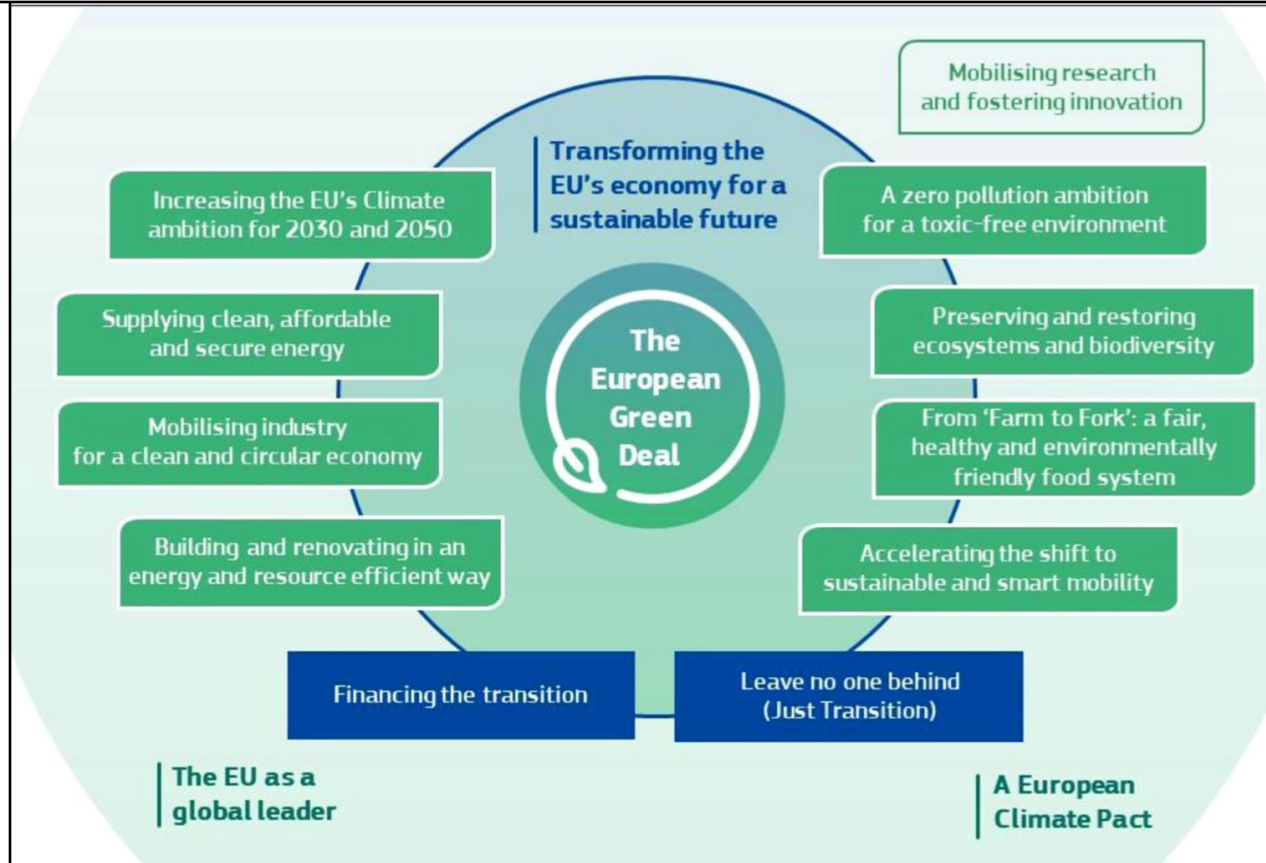 Mobilising research
and fostering innovation
Transforming the
EU's economy for a
sustainable future
Increasing the EU's Climate
ambition for 2030 and 2050
A zero pollution ambition
for a toxic-free environment
Supplying clean, affordable
and secure energy
Preserving and restoring
ecosystems and biodiversity
The
European
Green
Deal
Mobilising industry
for a clean and circular economy
From ‘Farm to Fork’: a fair,
healthy and environmentally
friendly food system
Building and renovating in an
energy and resource efficient way
Accelerating the shift to
sustainable and smart mobility
Financing the transition
Leave no one behind
(Just Transition)
The EU as a
global leader
A European
Climate Pact